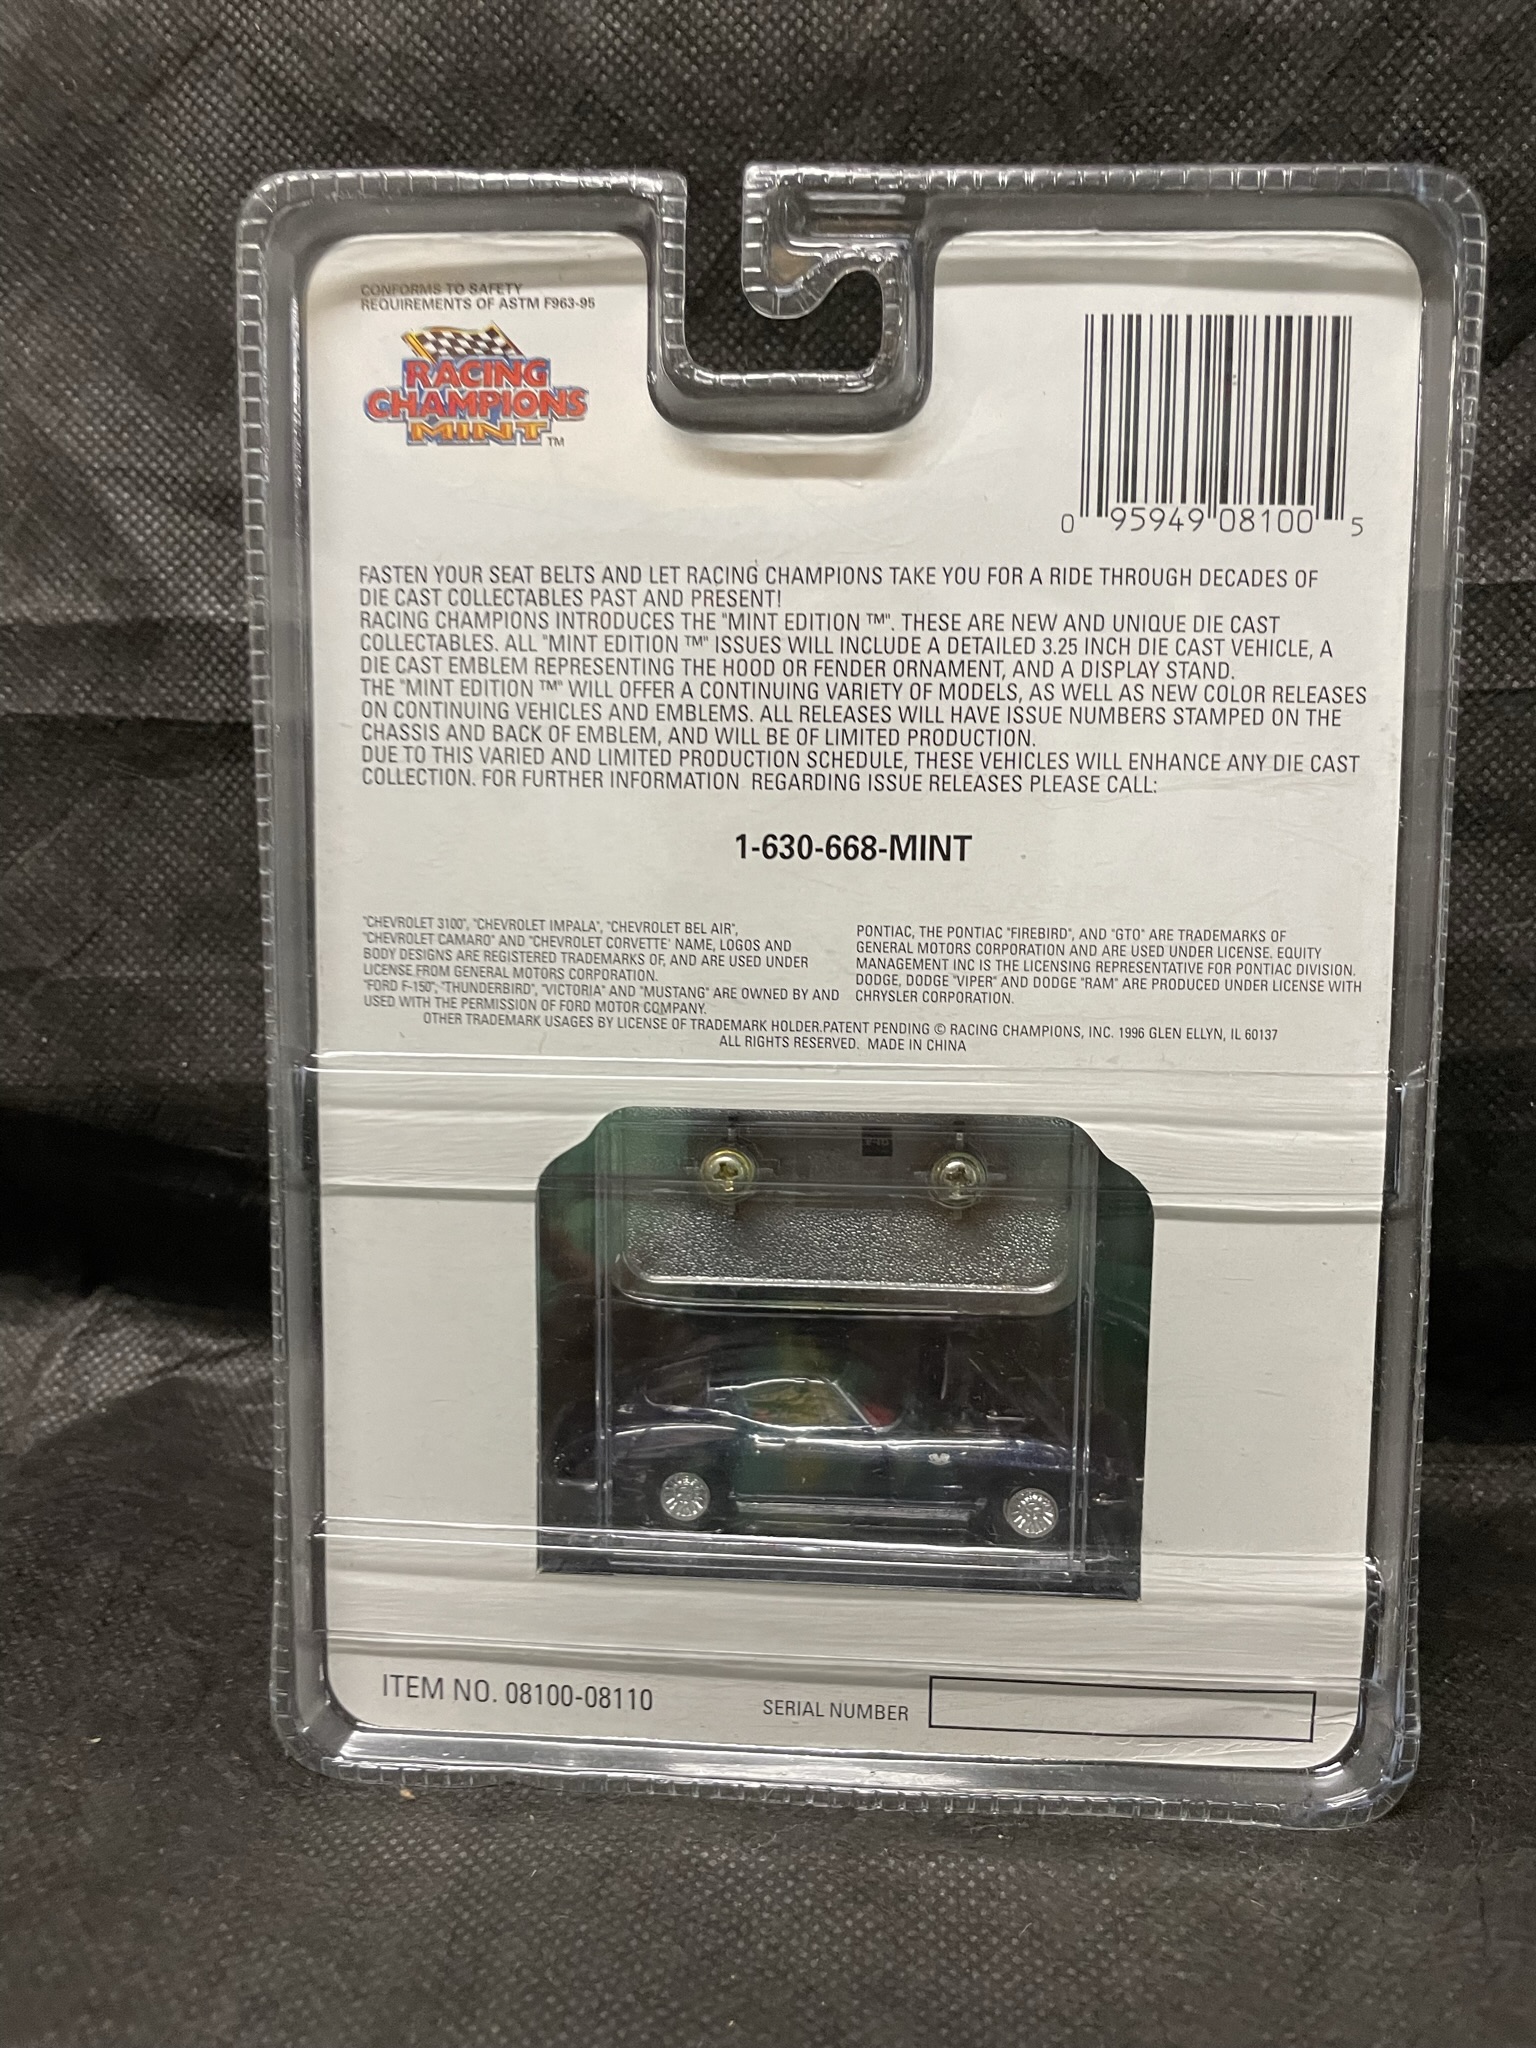 CONFORMS TO SAFETY
REQUIREMENTS OF ASTM F963-95
RACING
CHAMPIONS
MINT™
0 95949 08100 5
FASTEN YOUR SEAT BELTS AND LET RACING CHAMPIONS TAKE YOU FOR A RIDE THROUGH DECADES OF
DIE CAST COLLECTABLES PAST AND PRESENT!
RACING CHAMPIONS INTRODUCES THE "MINT EDITION ™". THESE ARE NEW AND UNIQUE DIE CAST
COLLECTABLES. ALL "MINT EDITION ™" ISSUES WILL INCLUDE A DETAILED 3.25 INCH DIE CAST VEHICLE, A
DIE CAST EMBLEM REPRESENTING THE HOOD OR FENDER ORNAMENT, AND A DISPLAY STAND.
THE "MINT EDITION ™" WILL OFFER A CONTINUING VARIETY OF MODELS, AS WELL AS NEW COLOR RELEASES
ON CONTINUING VEHICLES AND EMBLEMS. ALL RELEASES WILL HAVE ISSUE NUMBERS STAMPED ON THE
CHASSIS AND BACK OF EMBLEM, AND WILL BE OF LIMITED PRODUCTION.
DUE TO THIS VARIED AND LIMITED PRODUCTION SCHEDULE, THESE VEHICLES WILL ENHANCE ANY DIE CAST
COLLECTION. FOR FURTHER INFORMATION REGARDING ISSUE RELEASES PLEASE CALL:
1-630-668-MINT
"CHEVROLET 3100", "CHEVROLET IMPALA", "CHEVROLET BEL AIR",
"CHEVROLET CAMARO" AND "CHEVROLET CORVETTE' NAME, LOGOS AND
BODY DESIGNS ARE REGISTERED TRADEMARKS OF, AND ARE USED UNDER
LICENSE FROM GENERAL MOTORS CORPORATION.
"FORD F-150", "THUNDERBIRD", "VICTORIA" AND "MUSTANG" ARE OWNED BY AND
USED WITH THE PERMISSION OF FORD MOTOR COMPANY.
PONTIAC, THE PONTIAC "FIREBIRD", AND "GTO" ARE TRADEMARKS OF
GENERAL MOTORS CORPORATION AND ARE USED UNDER LICENSE. EQUITY
MANAGEMENT INC IS THE LICENSING REPRESENTATIVE FOR PONTIAC DIVISION.
DODGE, DODGE "VIPER" AND DODGE "RAM" ARE PRODUCED UNDER LICENSE WITH
CHRYSLER CORPORATION.
OTHER TRADEMARK USAGES BY LICENSE OF TRADEMARK HOLDER.PATENT PENDING © RACING CHAMPIONS, INC. 1996 GLEN ELLYN, IL 60137
ALL RIGHTS RESERVED. MADE IN CHINA
ITEM NO. 08100-08110
SERIAL NUMBER